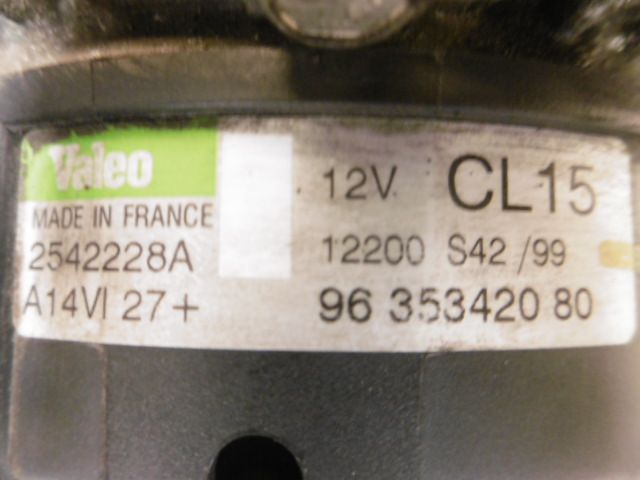 Valeo
12V CL15
MADE IN FRANCE
2542228A 12200 S42 /99
A14VI 27+ 96 353420 80